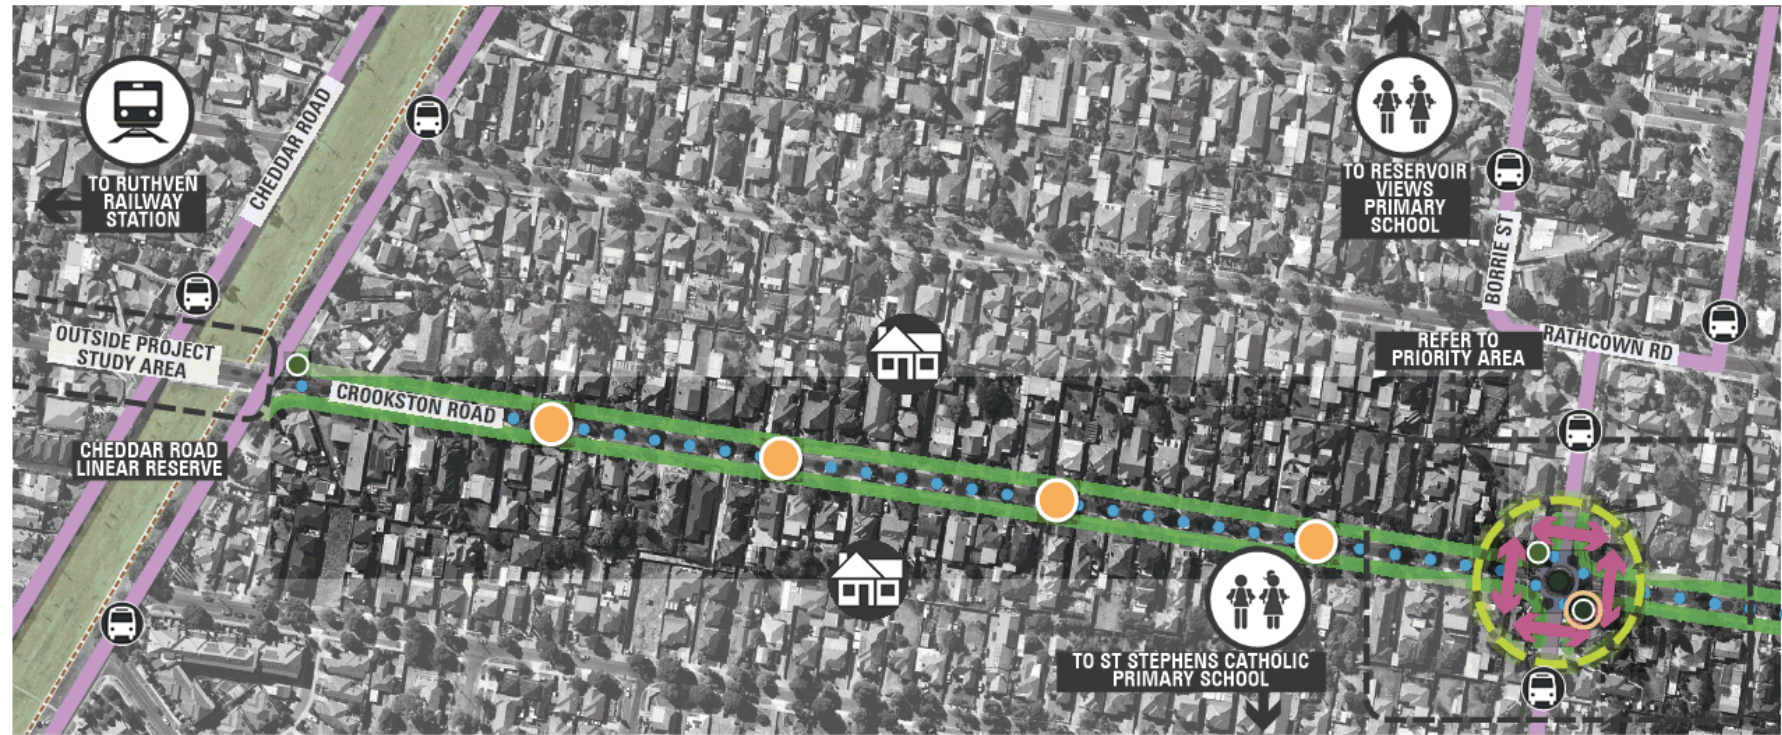 CHEDDAR ROAD
TO RUTHVEN
RAILWAY
STATION
TO RESERVOIR
VIEWS
PRIMARY
SCHOOL
BORRIE ST
RATHCOWN RD
REFER TO
PRIORITY AREA
OUTSIDE PROJECT
STUDY AREA
CROOKSTON ROAD
CHEDDAR ROAD
LINEAR RESERVE
TO ST STEPHENS CATHOLIC
PRIMARY SCHOOL